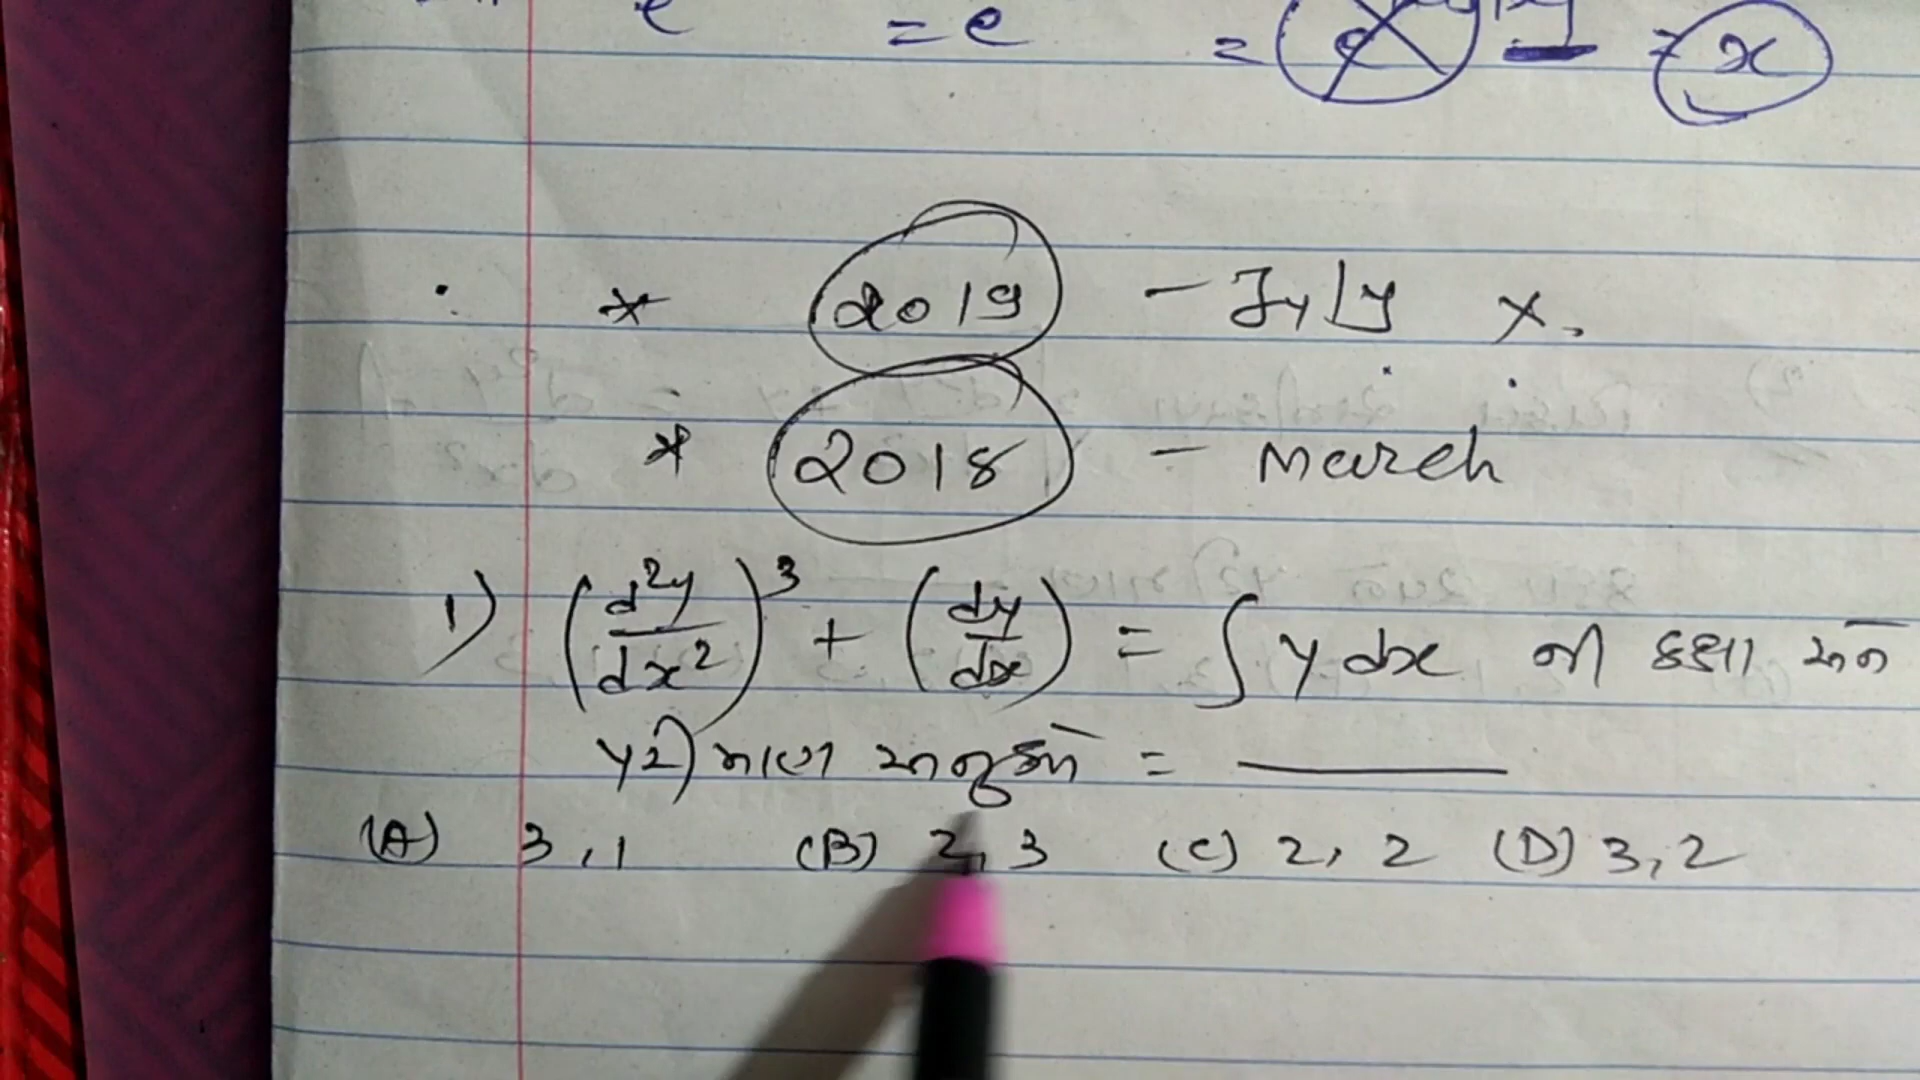 e = e = x
* 2019 - July x.
* 2018 - March
1) (d²y/dx²)³ + (dy/dx) = ∫ y dx ની કક્ષા અને
પરિમાણ અનુક્રમે = ______
(A) 3, 1 (B) 2, 3 (C) 2, 2 (D) 3, 2